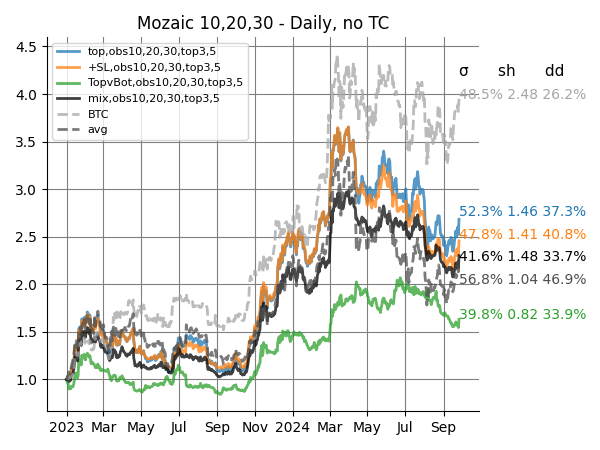 Mozaic 10,20,30 - Daily, no TC
top,obs10,20,30,top3,5
+SL,obs10,20,30,top3,5
TopvBot,obs10,20,30,top3,5
mix,obs10,20,30,top3,5
BTC
avg
σ sh dd
48.5% 2.48 26.2%
52.3% 1.46 37.3%
47.8% 1.41 40.8%
41.6% 1.48 33.7%
56.8% 1.04 46.9%
39.8% 0.82 33.9%
4.5
4.0
3.5
3.0
2.5
2.0
1.5
1.0
2023 Mar May Jul Sep Nov 2024 Mar May Jul Sep